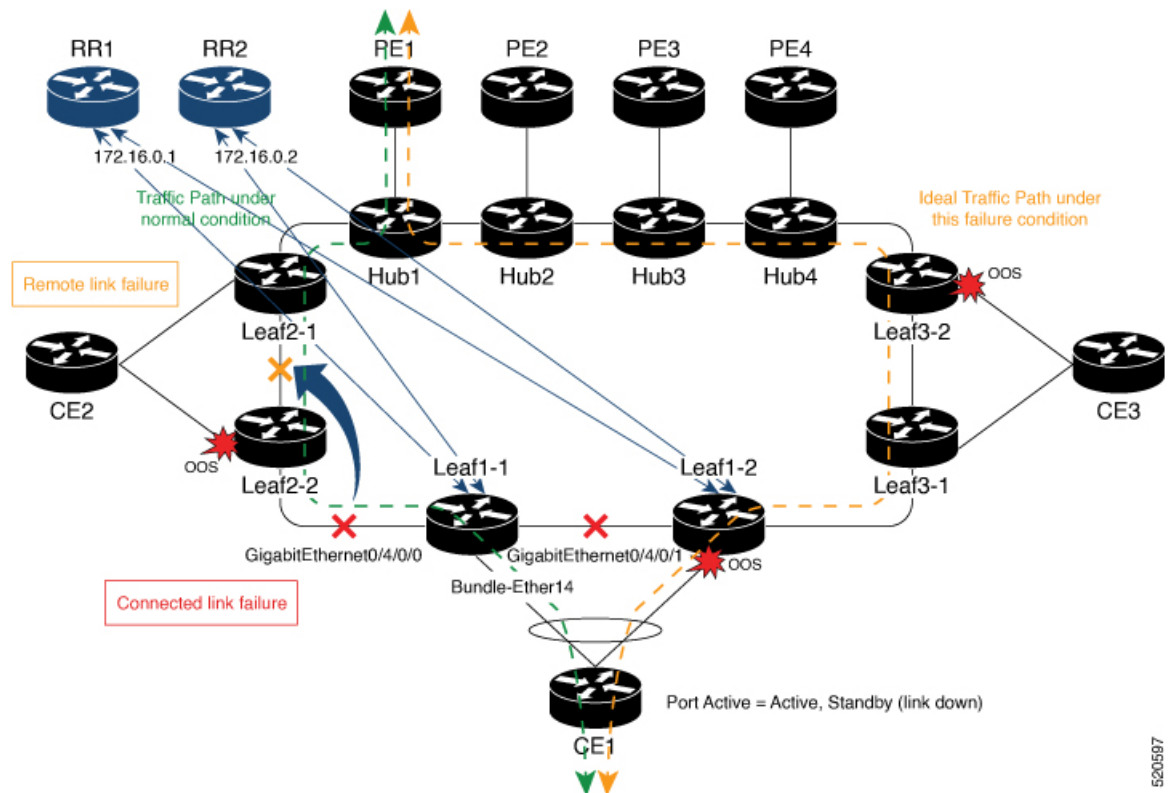 RR1
RR2
PE1
PE2
PE3
PE4
172.16.0.1
172.16.0.2
Traffic Path under
normal condition
Ideal Traffic Path under
this failure condition
Hub1
Hub2
Hub3
Hub4
OOS
Remote link failure
Leaf2-1
Leaf3-2
CE2
CE3
OOS
Leaf2-2
Leaf1-1
Leaf1-2
Leaf3-1
GigabitEthernet0/4/0/0
GigabitEthernet0/4/0/1
OOS
Bundle-Ether14
Connected link failure
Port Active = Active, Standby (link down)
CE1
520597